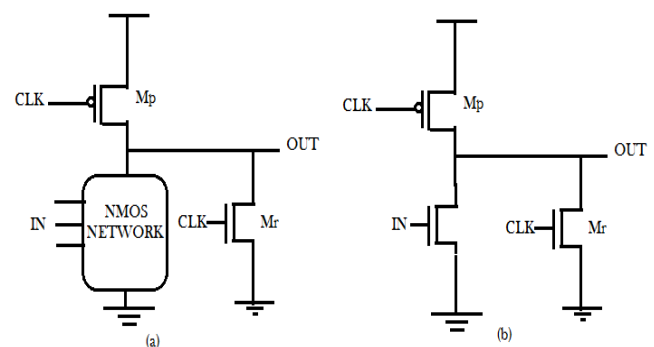 CLK
Mp
OUT
NMOS
NETWORK
IN
CLK
Mr
(a)
CLK
Mp
OUT
IN
CLK
Mr
(b)